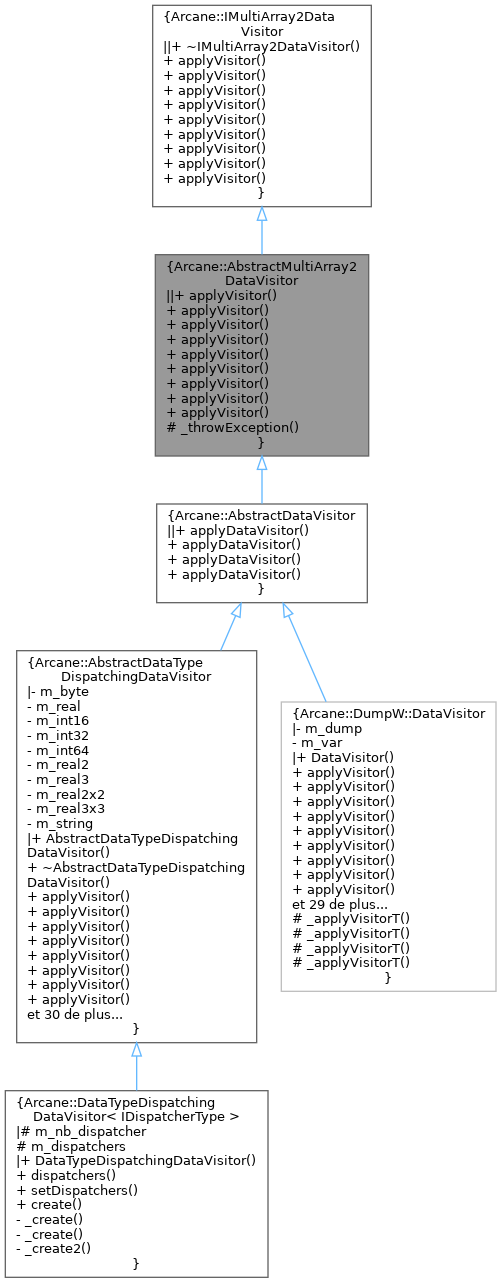 {Arcane::IMultiArray2Data
Visitor
||+ ~IMultiArray2DataVisitor()
+ applyVisitor()
+ applyVisitor()
+ applyVisitor()
+ applyVisitor()
+ applyVisitor()
+ applyVisitor()
+ applyVisitor()
+ applyVisitor()
+ applyVisitor()
}
{Arcane::AbstractMultiArray2
DataVisitor
||+ applyVisitor()
+ applyVisitor()
+ applyVisitor()
+ applyVisitor()
+ applyVisitor()
+ applyVisitor()
+ applyVisitor()
+ applyVisitor()
+ applyVisitor()
# _throwException()
}
{Arcane::AbstractDataVisitor
||+ applyDataVisitor()
+ applyDataVisitor()
+ applyDataVisitor()
+ applyDataVisitor()
}
{Arcane::AbstractDataType
DispatchingDataVisitor
|- m_byte
- m_real
- m_int16
- m_int32
- m_int64
- m_real2
- m_real3
- m_real2x2
- m_real3x3
- m_string
|+ AbstractDataTypeDispatching
DataVisitor()
+ ~AbstractDataTypeDispatching
DataVisitor()
+ applyVisitor()
+ applyVisitor()
+ applyVisitor()
+ applyVisitor()
+ applyVisitor()
+ applyVisitor()
+ applyVisitor()
+ applyVisitor()
et 30 de plus...
}
{Arcane::DumpW::DataVisitor
|- m_dump
- m_var
|+ DataVisitor()
+ applyVisitor()
+ applyVisitor()
+ applyVisitor()
+ applyVisitor()
+ applyVisitor()
+ applyVisitor()
+ applyVisitor()
+ applyVisitor()
+ applyVisitor()
et 29 de plus...
# _applyVisitorT()
# _applyVisitorT()
# _applyVisitorT()
# _applyVisitorT()
}
{Arcane::DataTypeDispatching
DataVisitor< IDispatcherType >
|# m_nb_dispatcher
# m_dispatchers
|+ DataTypeDispatchingDataVisitor()
+ dispatchers()
+ setDispatchers()
+ create()
- _create()
- _create()
- _create2()
}